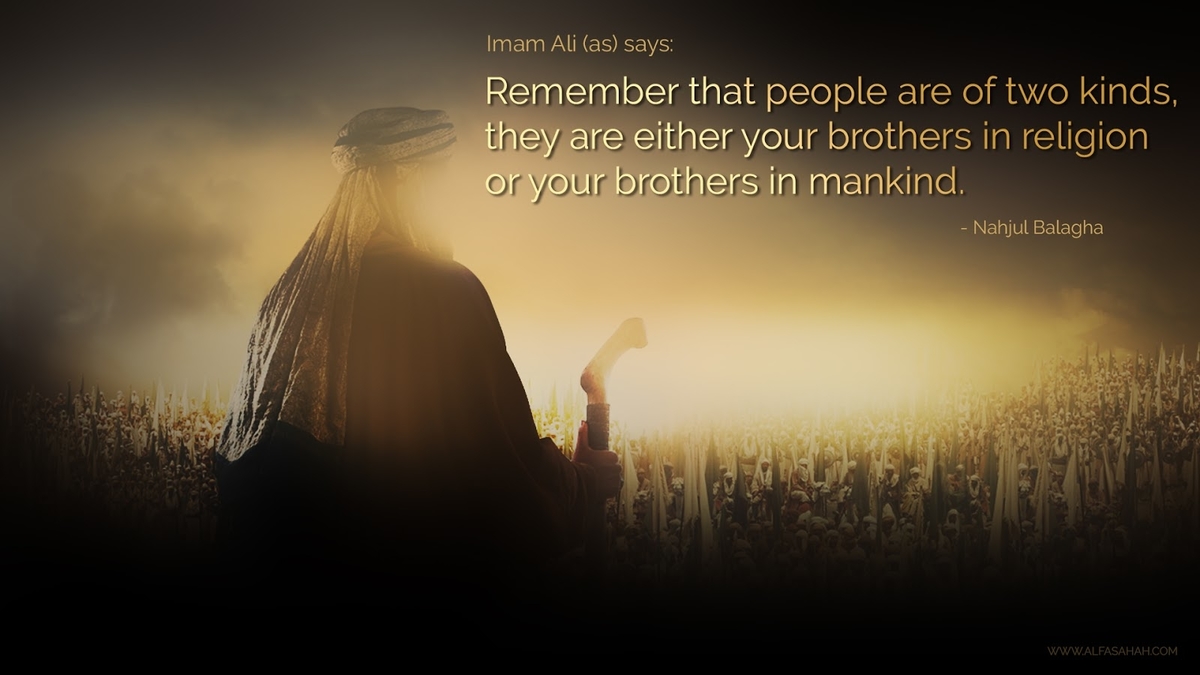 Imam Ali (as) says:
Remember that people are of two kinds,
they are either your brothers in religion
or your brothers in mankind.
- Nahjul Balagha
WWW.ALFASAHAH.COM